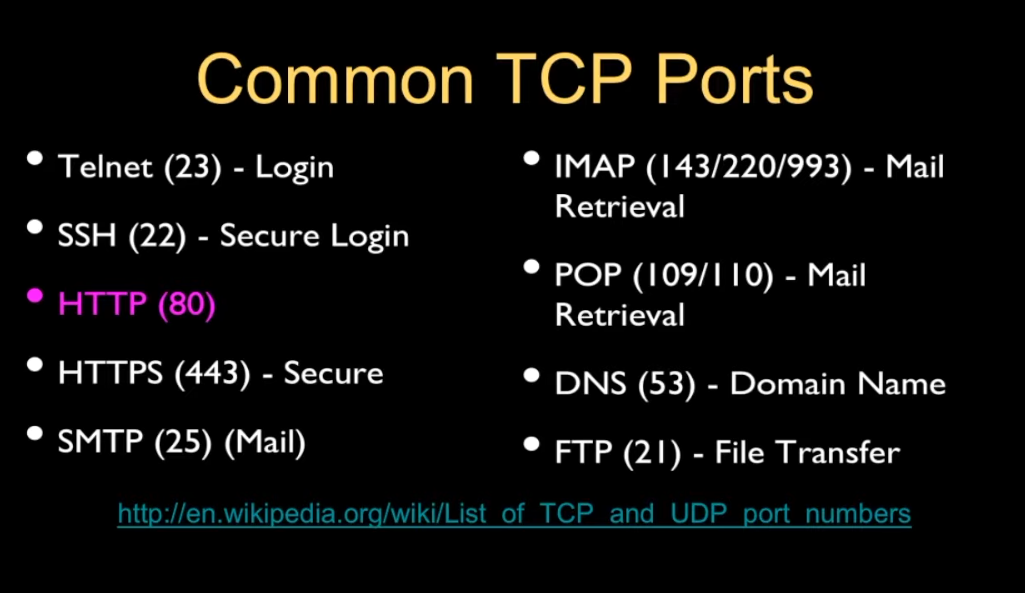 Common TCP Ports
• Telnet (23) - Login
• SSH (22) - Secure Login
• HTTP (80)
• HTTPS (443) - Secure
• SMTP (25) (Mail)
• IMAP (143/220/993) - Mail
Retrieval
• POP (109/110) - Mail
Retrieval
• DNS (53) - Domain Name
• FTP (21) - File Transfer
http://en.wikipedia.org/wiki/List_of_TCP_and_UDP_port_numbers